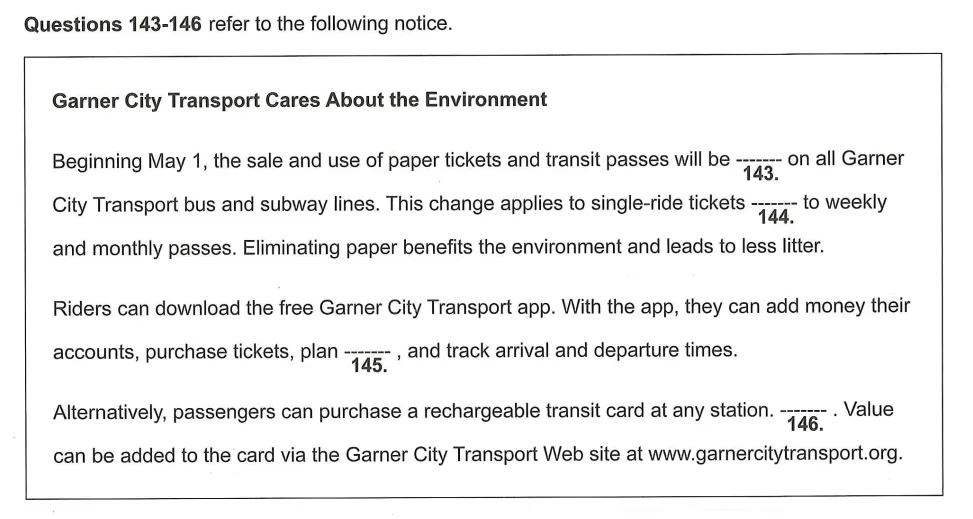 Questions 143-146 refer to the following notice.
Garner City Transport Cares About the Environment
Beginning May 1, the sale and use of paper tickets and transit passes will be ------- on all Garner
143.
City Transport bus and subway lines. This change applies to single-ride tickets ------- to weekly
144.
and monthly passes. Eliminating paper benefits the environment and leads to less litter.
Riders can download the free Garner City Transport app. With the app, they can add money their
accounts, purchase tickets, plan ------- , and track arrival and departure times.
145.
Alternatively, passengers can purchase a rechargeable transit card at any station. ------- . Value
146.
can be added to the card via the Garner City Transport Web site at www.garnercitytransport.org.